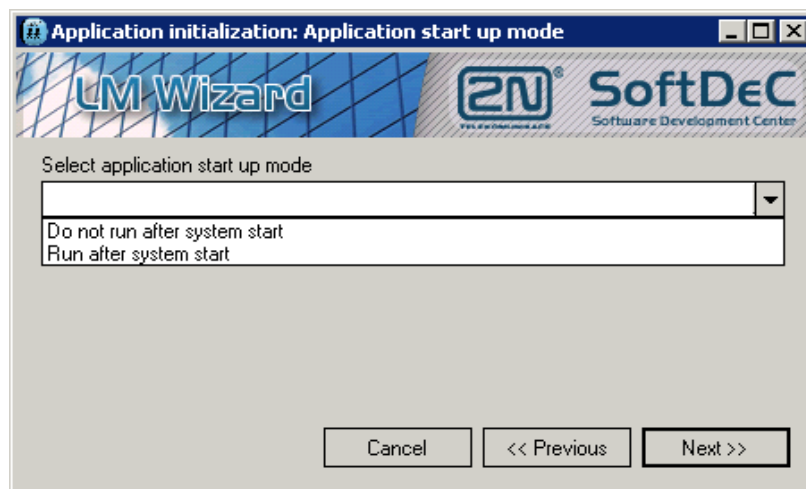 Application initialization: Application start up mode
LM Wizard
2N®
TELEKOMUNIKACE
SoftDeC
Software Development Center
Select application start up mode
Do not run after system start
Run after system start
Cancel
<< Previous
Next >>